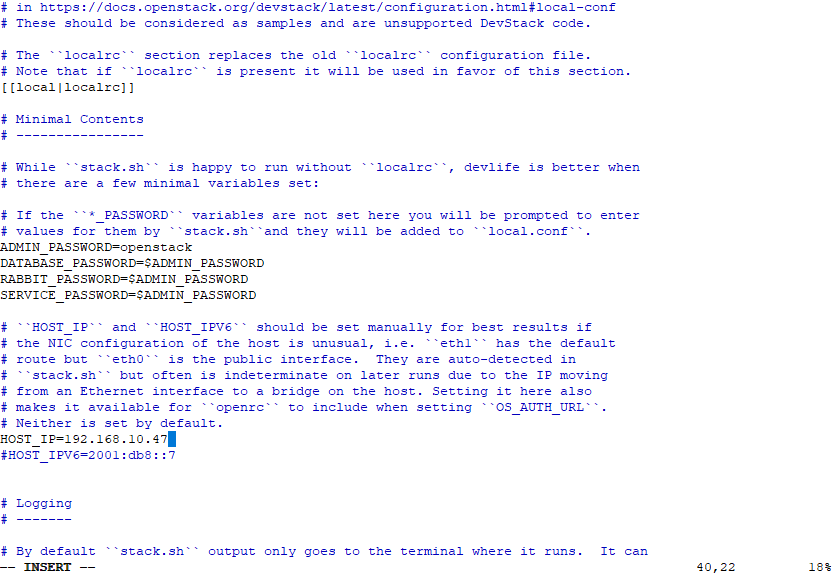 # in https://docs.openstack.org/devstack/latest/configuration.html#local-conf
# These should be considered as samples and are unsupported DevStack code.
# The ``localrc`` section replaces the old ``localrc`` configuration file.
# Note that if ``localrc`` is present it will be used in favor of this section.
[[local|localrc]]
# Minimal Contents
# ----------------
# While ``stack.sh`` is happy to run without ``localrc``, devlife is better when
# there are a few minimal variables set:
# If the ``*_PASSWORD`` variables are not set here you will be prompted to enter
# values for them by ``stack.sh``and they will be added to ``local.conf``.
ADMIN_PASSWORD=openstack
DATABASE_PASSWORD=$ADMIN_PASSWORD
RABBIT_PASSWORD=$ADMIN_PASSWORD
SERVICE_PASSWORD=$ADMIN_PASSWORD
# ``HOST_IP`` and ``HOST_IPV6`` should be set manually for best results if
# the NIC configuration of the host is unusual, i.e. ``eth1`` has the default
# route but ``eth0`` is the public interface.  They are auto-detected in
# ``stack.sh`` but often is indeterminate on later runs due to the IP moving
# from an Ethernet interface to a bridge on the host. Setting it here also
# makes it available for ``openrc`` to include when setting ``OS_AUTH_URL``.
# Neither is set by default.
HOST_IP=192.168.10.47
#HOST_IPV6=2001:db8::7
# Logging
# -------
# By default ``stack.sh`` output only goes to the terminal where it runs.  It can
-- INSERT -- 40,22 18%